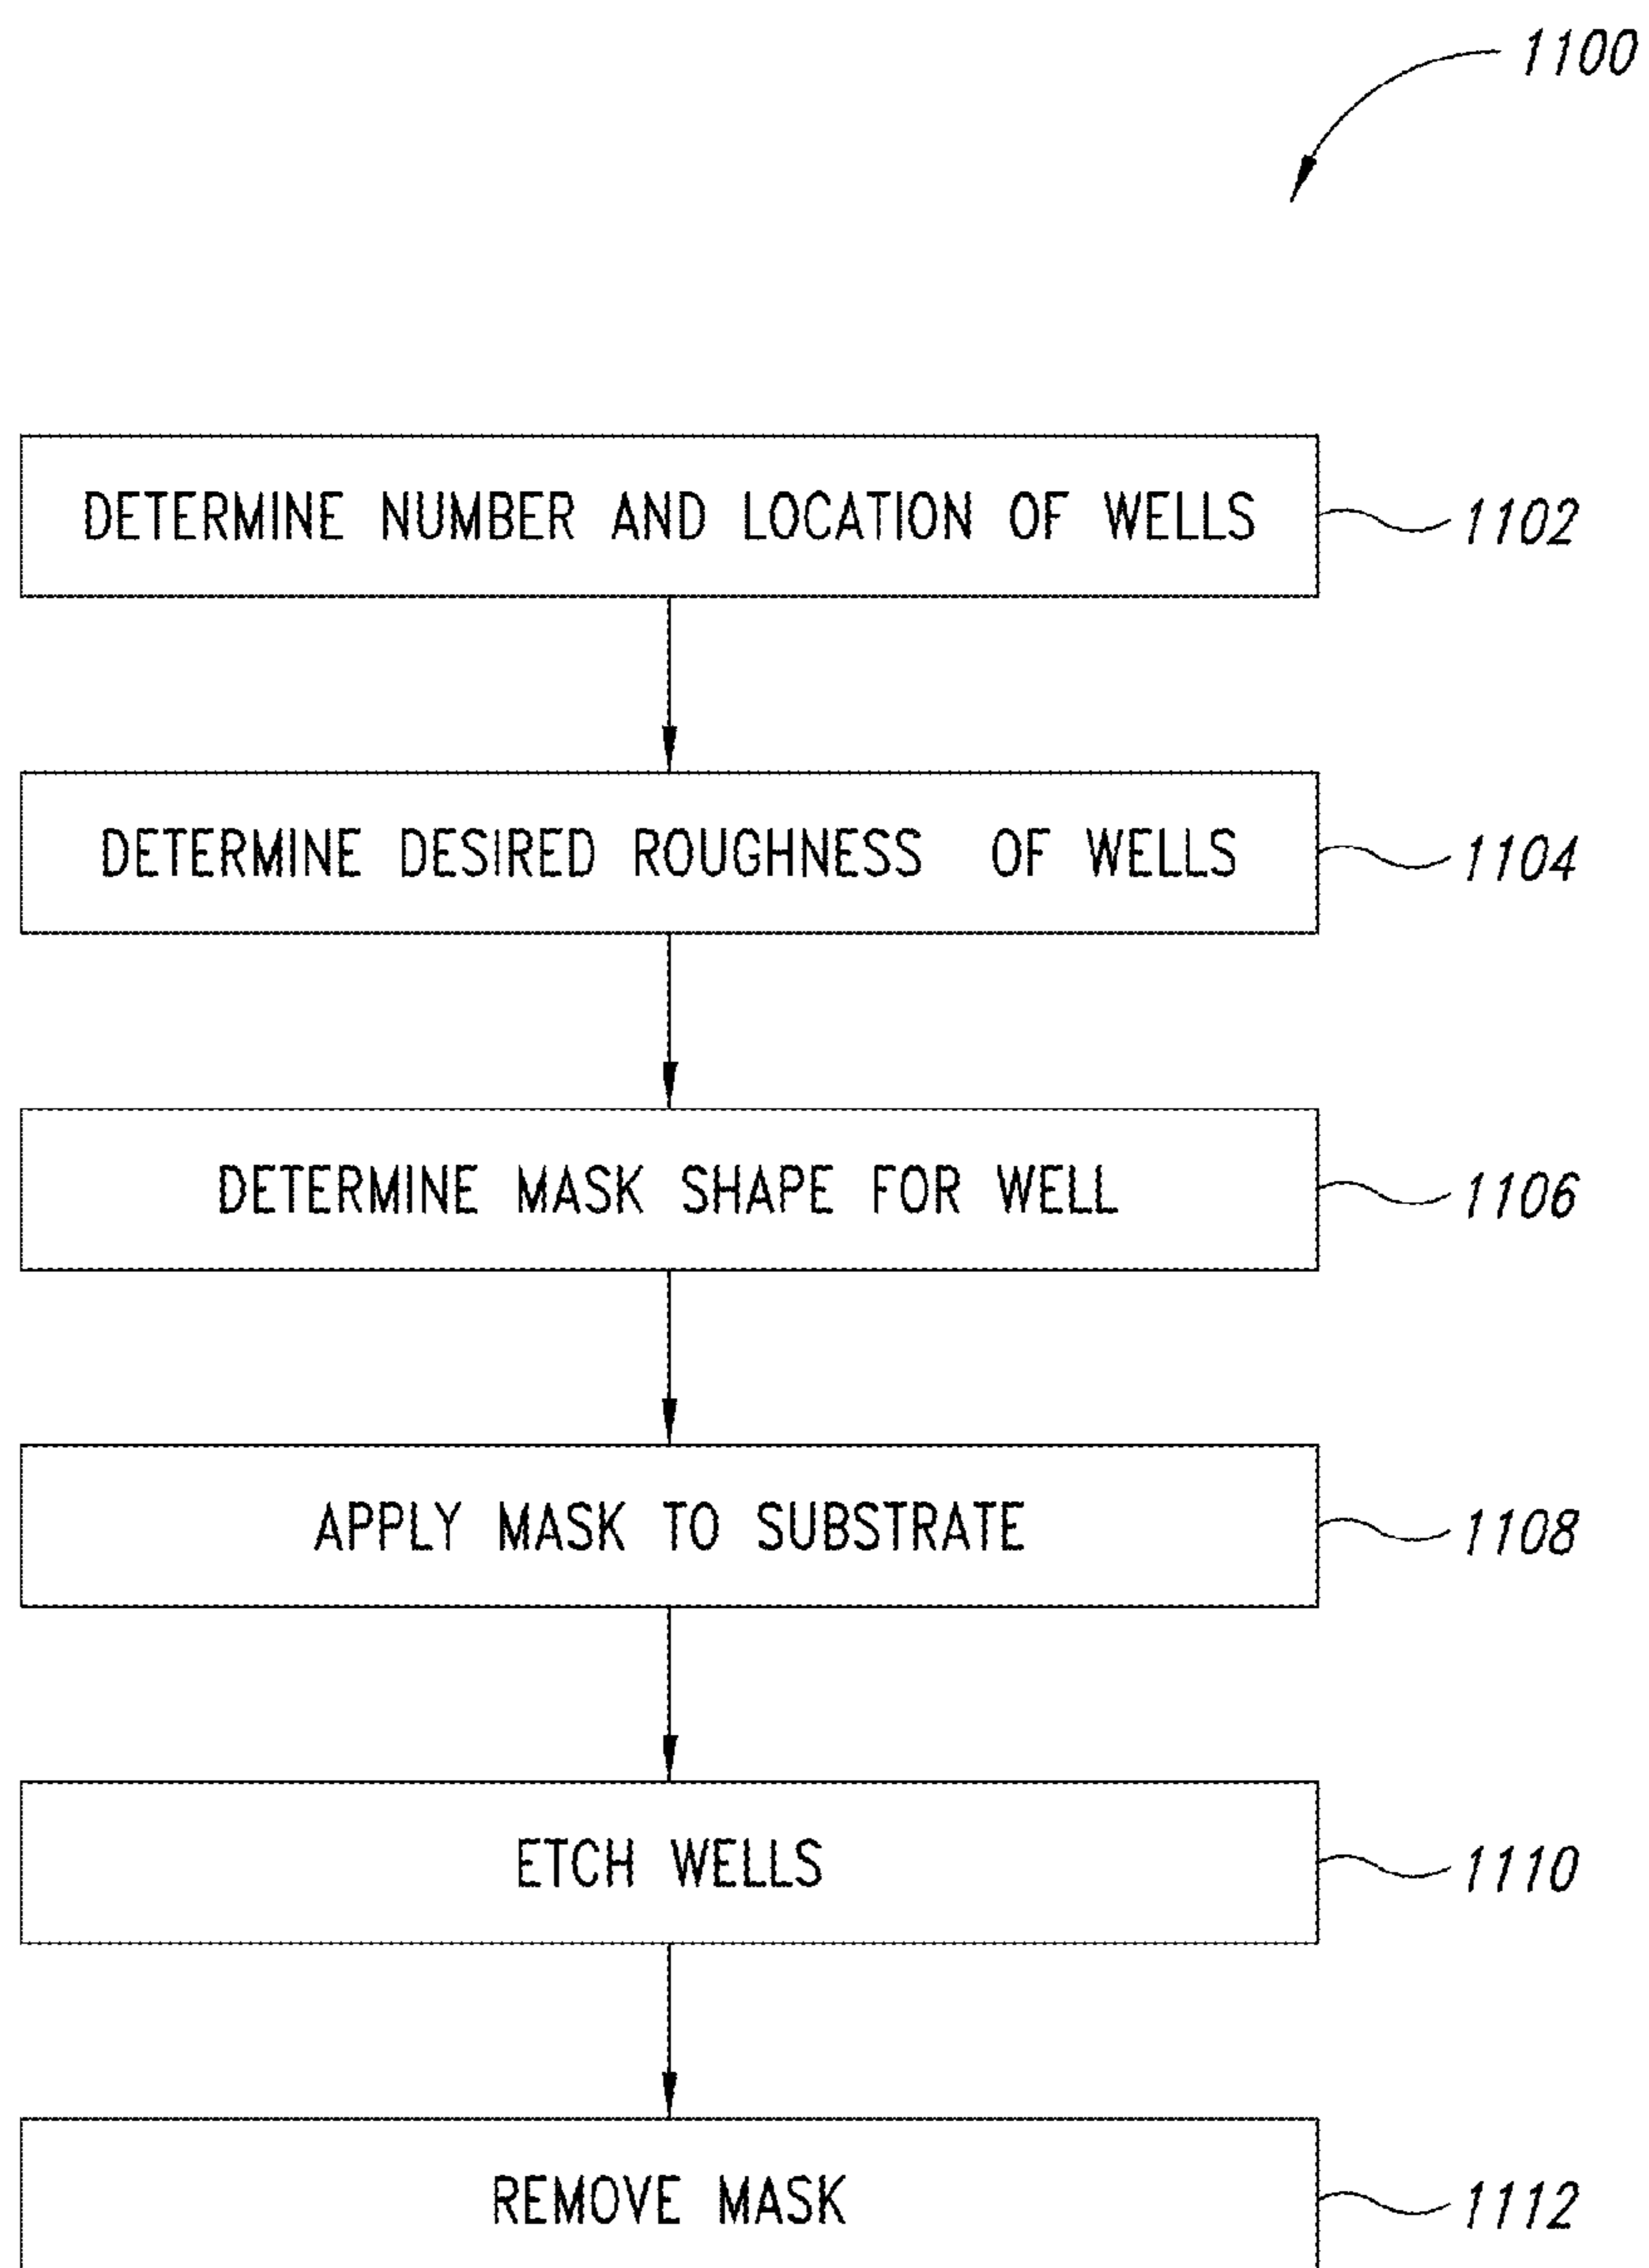 1100
DETERMINE NUMBER AND LOCATION OF WELLS
1102
DETERMINE DESIRED ROUGHNESS OF WELLS
1104
DETERMINE MASK SHAPE FOR WELL
1106
APPLY MASK TO SUBSTRATE
1108
ETCH WELLS
1110
REMOVE MASK
1112